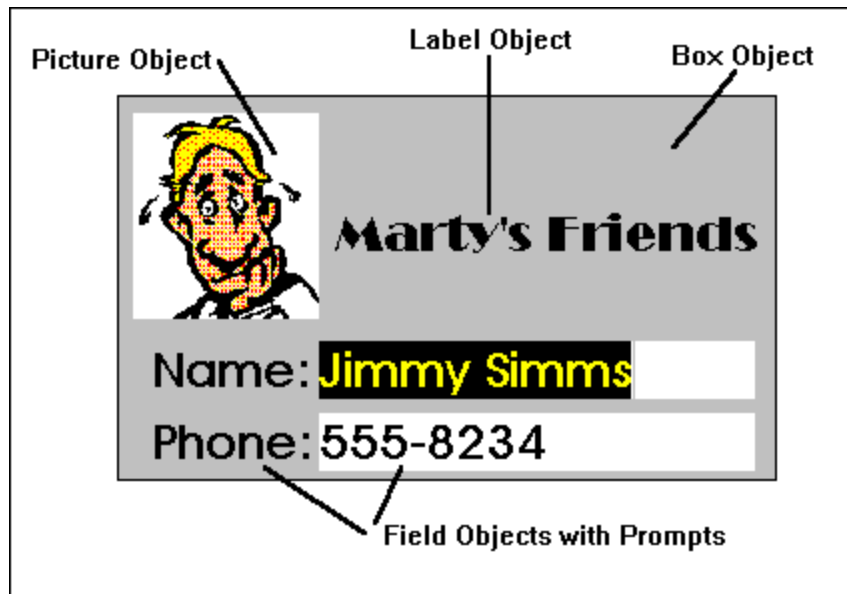 Label Object
Picture Object
Box Object
Marty's Friends
Name: Jimmy Simms
Phone: 555-8234
Field Objects with Prompts